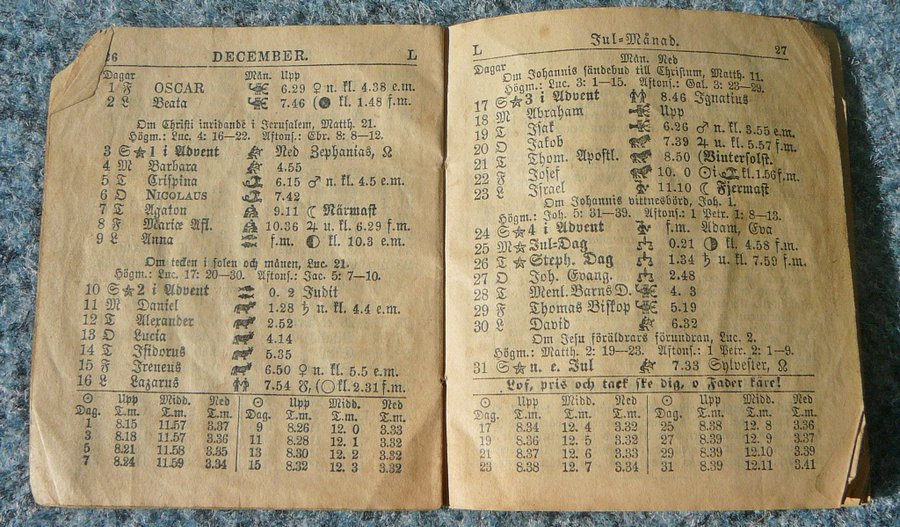 26 DECEMBER. L
Dagar Mån. Upp
1 F OSCAR 6.29 ♀ n. kl. 4.38 e.m.
2 L Beata 7.46 (kl. 1.48 f.m.
Om Christi inridande i Jerusalem, Matth. 21.
Högm.: Luc. 4: 16—22. Aftons.: Ebr. 8: 8—12.
3 S ★ 1 i Advent Ned Zephanias, ☊
4 M Barbara 4.55
5 T Crispina 6.15 ♂ n. kl. 4.5 e.m.
6 O NICOLAUS 7.42
7 T Agaton 9.11 ☾ Närmast
8 F Mariæ Afl. 10.36 ♃ u. kl. 6.29 f.m.
9 L Anna f.m. ◐ kl. 10.3 e.m.
Om tecken i solen och månen, Luc. 21.
Högm.: Luc. 17: 20—30. Aftons.: Jac. 5: 7—10.
10 S ★ 2 i Advent 0. 2 Judit
11 M Daniel 1.28 ♄ n. kl. 4.4 e.m.
12 T Alexander 2.52
13 O Lucia 4.14
14 T Isidorus 5.35
15 F Ireneus 6.50 ♀ n. kl. 5.5 e.m.
16 L Lazarus 7.54 ☋, (◯ kl. 2.31 f.m.
☉ Upp Midd. Ned ☉ Upp Midd. Ned
Dag. T.m. T.m. T.m. Dag. T.m. T.m. T.m.
1 8.15 11.57 3.37 9 8.26 12. 0 3.33
3 8.18 11.57 3.36 11 8.28 12. 1 3.32
5 8.21 11.58 3.35 13 8.30 12. 2 3.32
7 8.24 11.59 3.34 15 8.32 12. 3 3.32
L Jul-Månad. 27
Dagar Mån. Ned
Om Johannis sändebud till Christum, Matth. 11.
Högm.: Luc. 3: 1—15. Aftons.: Gal. 3: 23—29.
17 S ★ 3 i Advent 8.46 Ignatius
18 M Abraham Upp
19 T Isak 6.26 ♂ n. kl. 3.55 e.m.
20 O Jakob 7.39 ♃ u. kl. 5.57 f.m.
21 T Thom. Apostl. 8.50 (Vintersolst.
22 F Josef 10. 0 ☉ i kl. 1.56 f.m.
23 L Israel 11.10 ☾ Fjermast
Om Johannis vittnesbörd, Joh. 1.
Högm.: Joh. 5: 31—39. Aftons.: 1 Petr. 1: 8—13.
24 S ★ 4 i Advent f.m. Adam, Eva
25 M ★ Jul-Dag 0.21 ◐ kl. 4.58 f.m.
26 T ★ Steph. Dag 1.34 ♄ u. kl. 7.59 f.m.
27 O Joh. Evang. 2.48
28 T Menl. Barns D. 4. 3
29 F Thomas Biskop 5.19
30 L David 6.32
Om Jesu föräldrars förundran, Luc. 2.
Högm.: Matth. 2: 19—23. Aftons.: 1 Petr. 2: 1—9.
31 S ★ n. e. Jul 7.33 Sylvester, ☊
Lof, pris och tack ske dig, o Fader käre!
☉ Upp Midd. Ned ☉ Upp Midd. Ned
Dag. T.m. T.m. T.m. Dag. T.m. T.m. T.m.
17 8.34 12. 4 3.32 25 8.38 12. 8 3.36
19 8.36 12. 5 3.32 27 8.39 12. 9 3.37
21 8.37 12. 6 3.33 29 8.39 12.10 3.39
23 8.38 12. 7 3.34 31 8.39 12.11 3.41